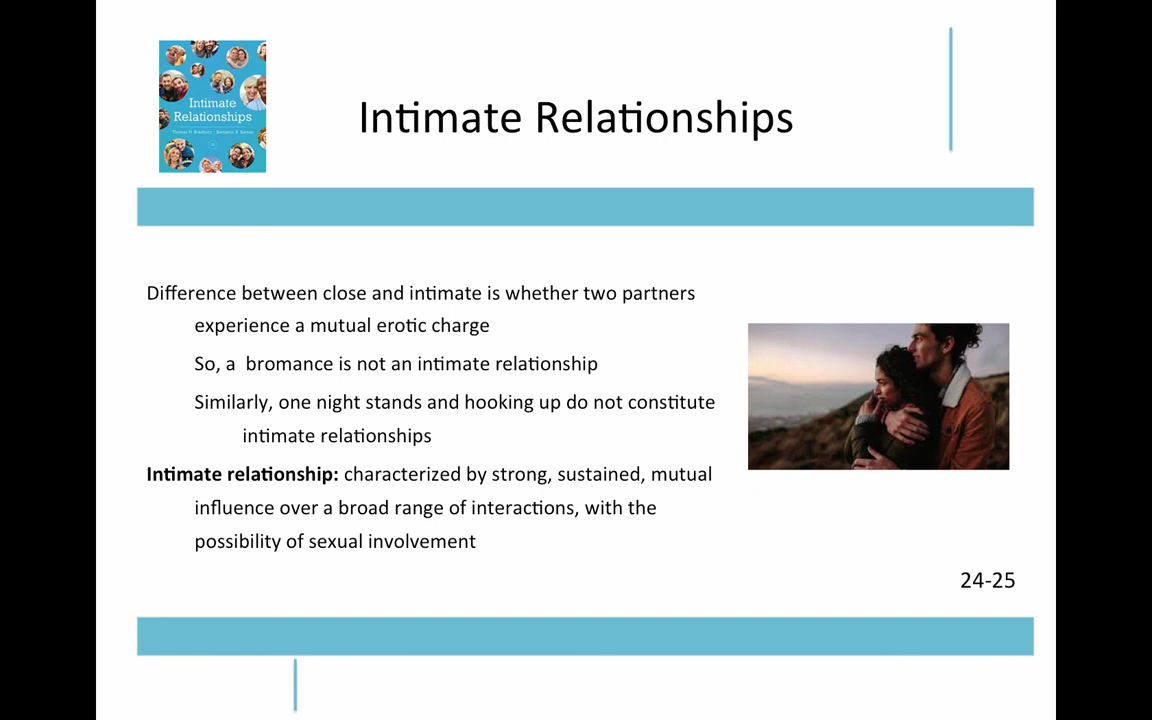 Intimate
Relationships
Intimate Relationships
Difference between close and intimate is whether two partners
experience a mutual erotic charge
So, a  bromance is not an intimate relationship
Similarly, one night stands and hooking up do not constitute
intimate relationships
Intimate relationship: characterized by strong, sustained, mutual
influence over a broad range of interactions, with the
possibility of sexual involvement
24-25